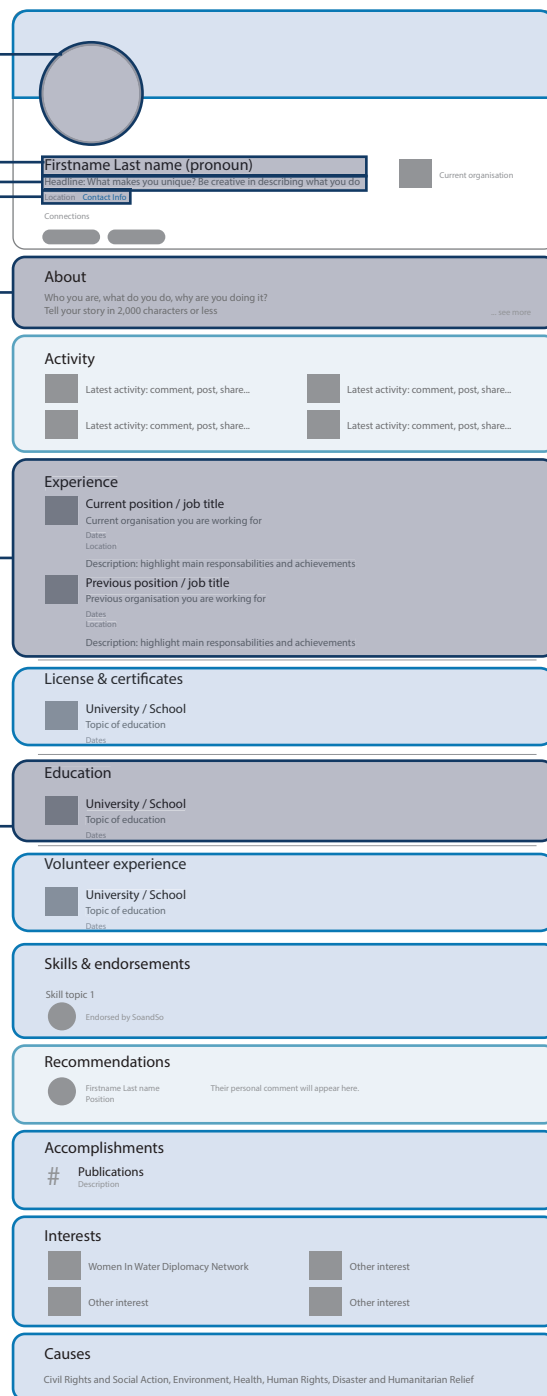 Firstname Last name (pronoun)
Headline: What makes you unique? Be creative in describing what you do
Current organisation
Location Contact Info
Connections
About
Who you are, what do you do, why are you doing it?
Tell your story in 2,000 characters or less
... see more
Activity
Latest activity: comment, post, share... Latest activity: comment, post, share...
Latest activity: comment, post, share... Latest activity: comment, post, share...
Experience
Current position / job title
Current organisation you are working for
Dates
Location
Description: highlight main responsabilities and achievements
Previous position / job title
Previous organisation you are working for
Dates
Location
Description: highlight main responsabilities and achievements
License & certificates
University / School
Topic of education
Dates
Education
University / School
Topic of education
Dates
Volunteer experience
University / School
Topic of education
Dates
Skills & endorsements
Skill topic 1
Endorsed by SoandSo
Recommendations
Firstname Last name Their personal comment will appear here.
Position
Accomplishments
# Publications
Description
Interests
Women In Water Diplomacy Network Other interest
Other interest Other interest
Causes
Civil Rights and Social Action, Environment, Health, Human Rights, Disaster and Humanitarian Relief